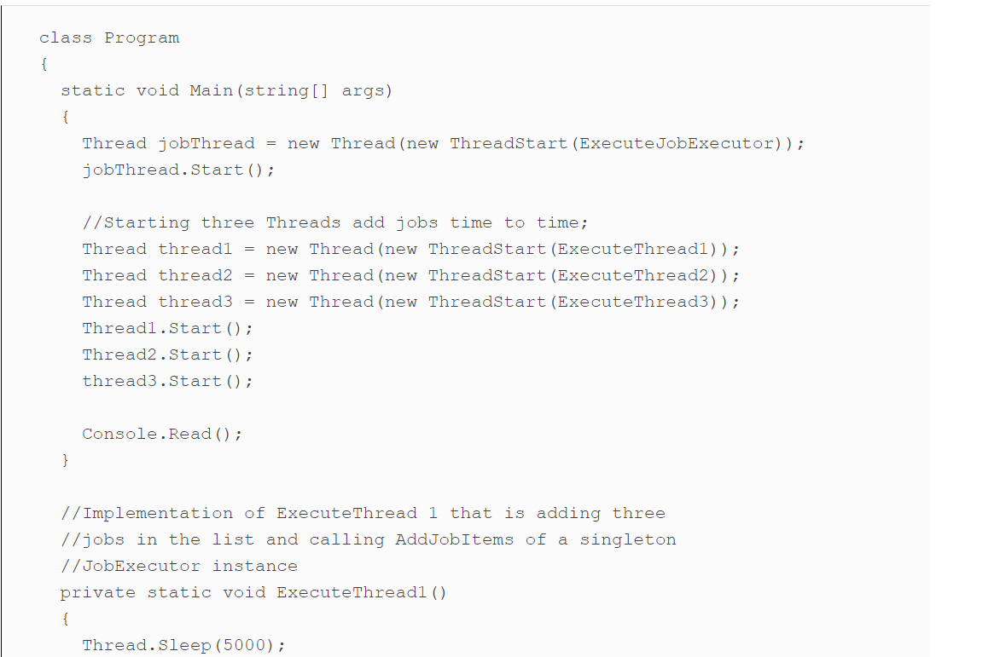 class Program
{
static void Main(string[] args)
{
Thread jobThread = new Thread(new ThreadStart(ExecuteJobExecutor));
jobThread.Start();
//Starting three Threads add jobs time to time;
Thread thread1 = new Thread(new ThreadStart(ExecuteThread1));
Thread thread2 = new Thread(new ThreadStart(ExecuteThread2));
Thread thread3 = new Thread(new ThreadStart(ExecuteThread3));
Thread1.Start();
Thread2.Start();
thread3.Start();
Console.Read();
}
//Implementation of ExecuteThread 1 that is adding three
//jobs in the list and calling AddJobItems of a singleton
//JobExecutor instance
private static void ExecuteThread1()
{
Thread.Sleep(5000);